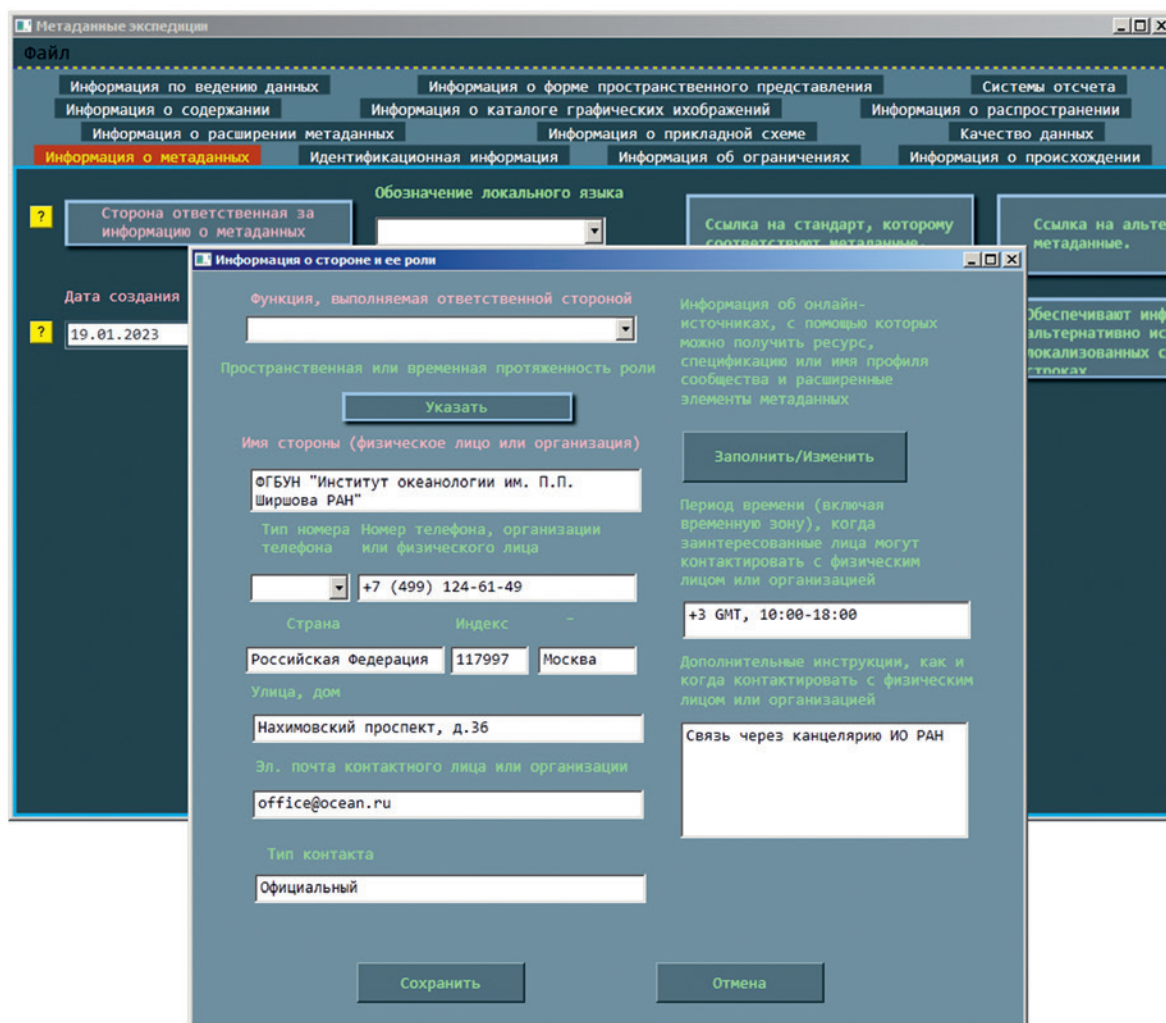 Метаданные экспедиции
Файл
Информация по ведению данных Информация о форме пространственного представления Системы отсчета
Информация о содержании Информация о каталоге графических ихображений Информация о распространении
Информация о расширении метаданных Информация о прикладной схеме Качество данных
Информация о метаданных Идентификационная информация Информация об ограничениях Информация о происхождении
Обозначение локального языка
? Сторона ответственная за
информацию о метаданных
Ссылка на стандарт, которому
соответствуют метаданные.
Ссылка на альте
метаданные.
Дата создания
? 19.01.2023
Обеспечивают инф
альтернативно ис
локализованных с
строках
Информация о стороне и ее роли
Функция, выполняемая ответственной стороной
Пространственная или временная протяженность роли
Указать
Имя стороны (физическое лицо или организация)
ФГБУН "Институт океанологии им. П.П.
Ширшова РАН"
Тип номера Номер телефона, организации
телефона или физического лица
+7 (499) 124-61-49
Страна Индекс –
Российская Федерация 117997 Москва
Улица, дом
Нахимовский проспект, д.36
Эл. почта контактного лица или организации
office@ocean.ru
Тип контакта
Официальный
Информация об онлайн-
источниках, с помощью которых
можно получить ресурс,
спецификацию или имя профиля
сообщества и расширенные
элементы метаданных
Заполнить/Изменить
Период времени (включая
временную зону), когда
заинтересованные лица могут
контактировать с физическим
лицом или организацией
+3 GMT, 10:00-18:00
Дополнительные инструкции, как и
когда контактировать с физическим
лицом или организацией
Связь через канцелярию ИО РАН
Сохранить Отмена